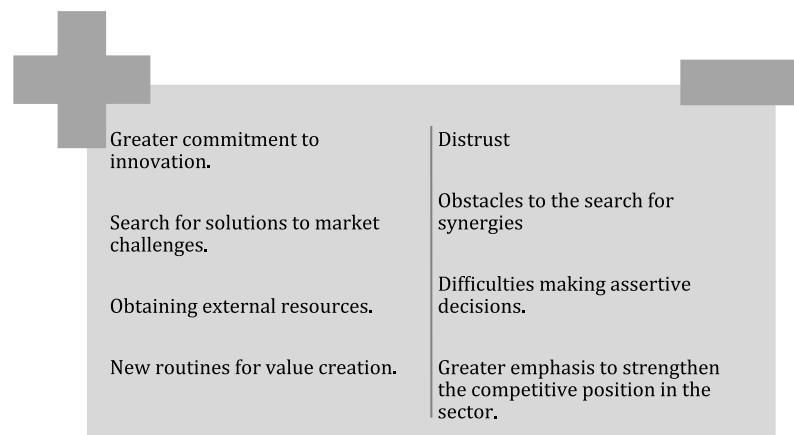 Greater commitment to
innovation.
Search for solutions to market
challenges.
Obtaining external resources.
New routines for value creation.
Distrust
Obstacles to the search for
synergies
Difficulties making assertive
decisions.
Greater emphasis to strengthen
the competitive position in the
sector.